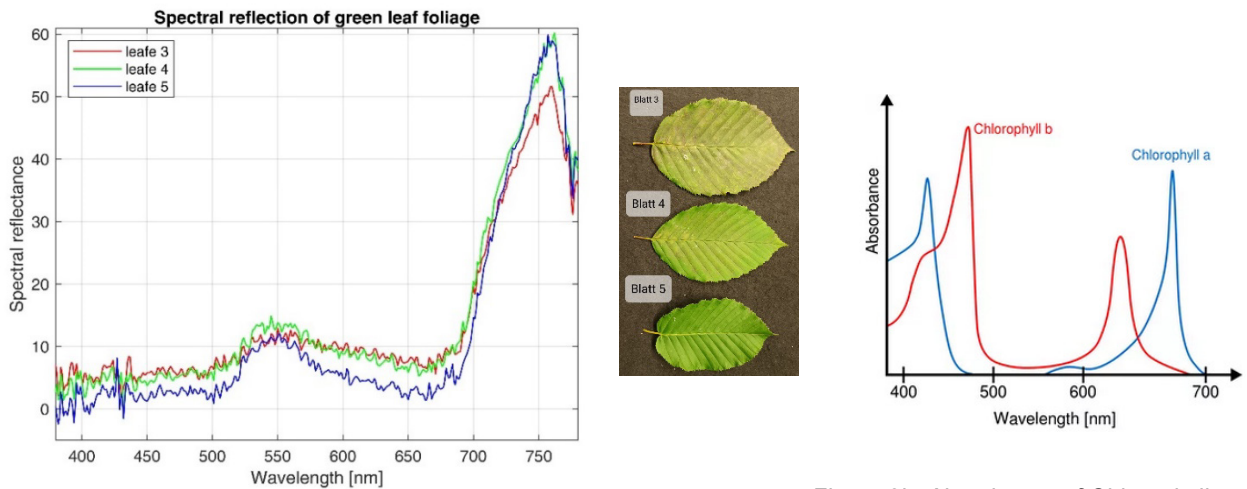 Spectral reflection of green leaf foliage
60
50
40
30
20
10
0
Spectral reflectance
leafe 3
leafe 4
leafe 5
400 450 500 550 600 650 700 750
Wavelength [nm]
Blatt 3
Blatt 4
Blatt 5
Absorbance
Chlorophyll b
Chlorophyll a
400 500 600 700
Wavelength [nm]